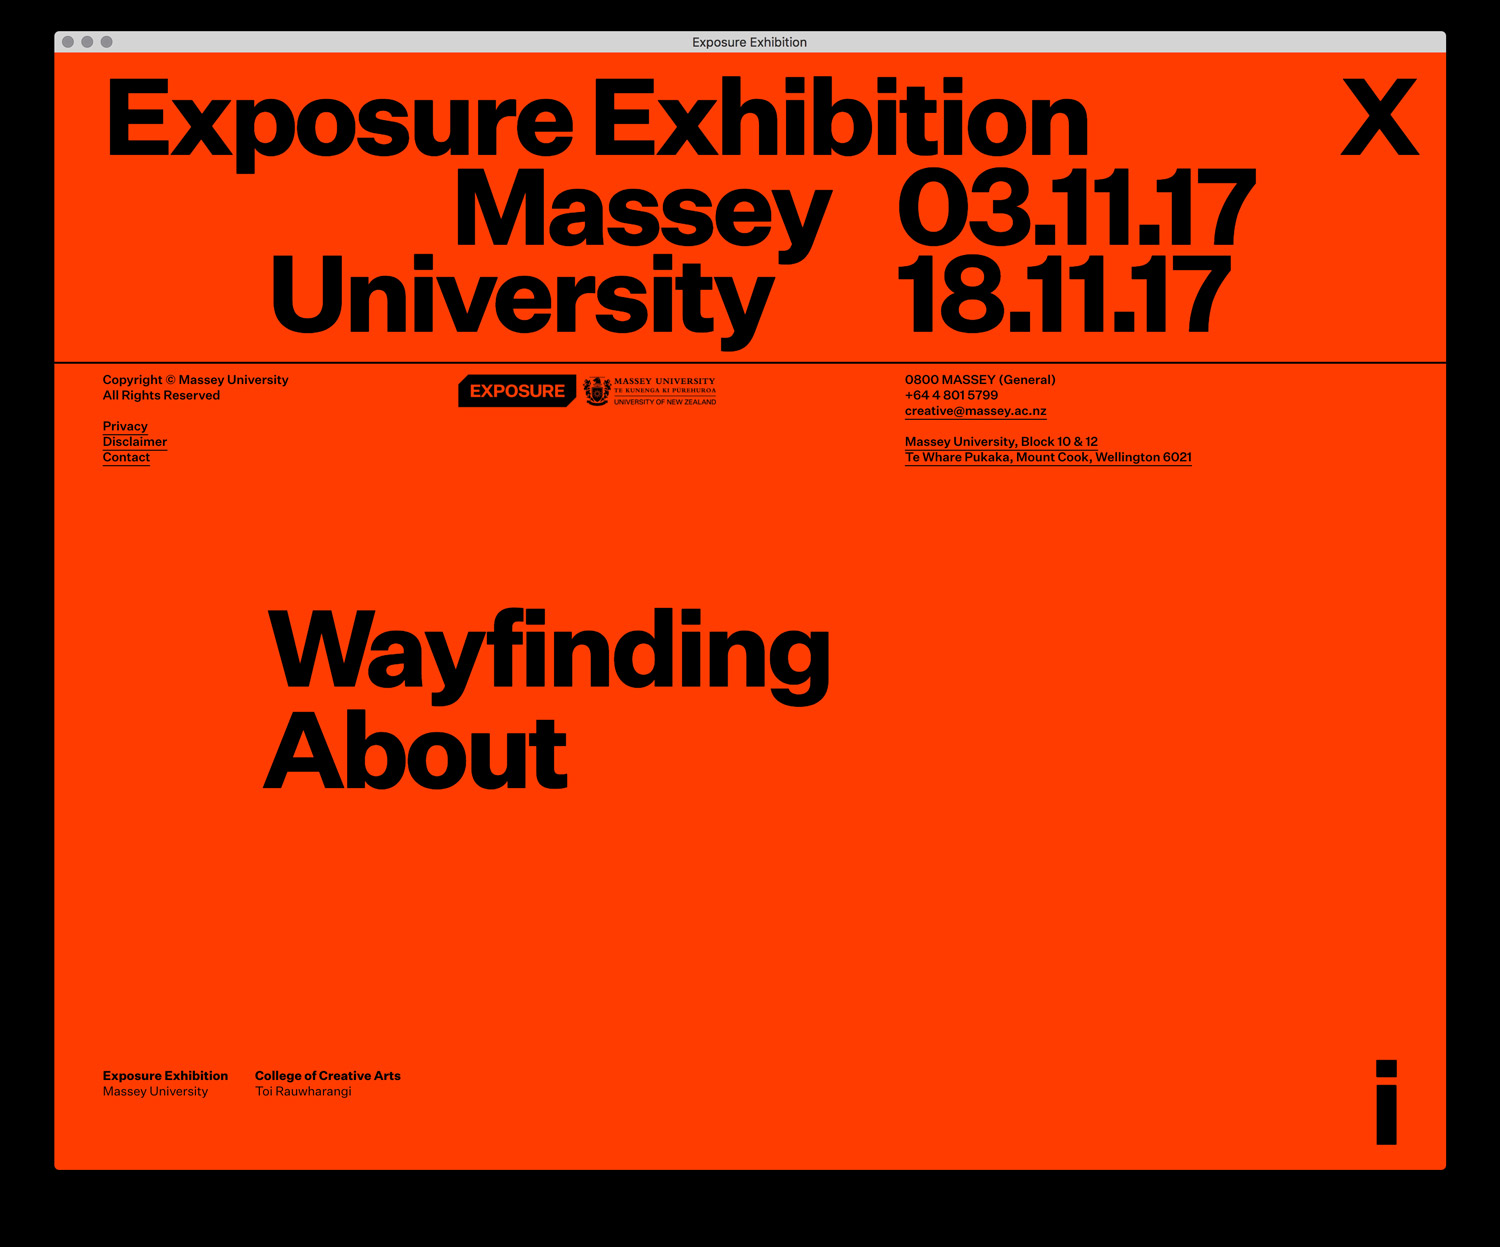 Exposure Exhibition
Exposure Exhibition
X
Massey 03.11.17
University 18.11.17
Copyright © Massey University
All Rights Reserved
Privacy
Disclaimer
Contact
EXPOSURE
MASSEY UNIVERSITY
TE KUNENGA KI PUREHUROA
UNIVERSITY OF NEW ZEALAND
0800 MASSEY (General)
+64 4 801 5799
creative@massey.ac.nz
Massey University, Block 10 & 12
Te Whare Pukaka, Mount Cook, Wellington 6021
Wayfinding
About
Exposure Exhibition
Massey University
College of Creative Arts
Toi Rauwharangi
i